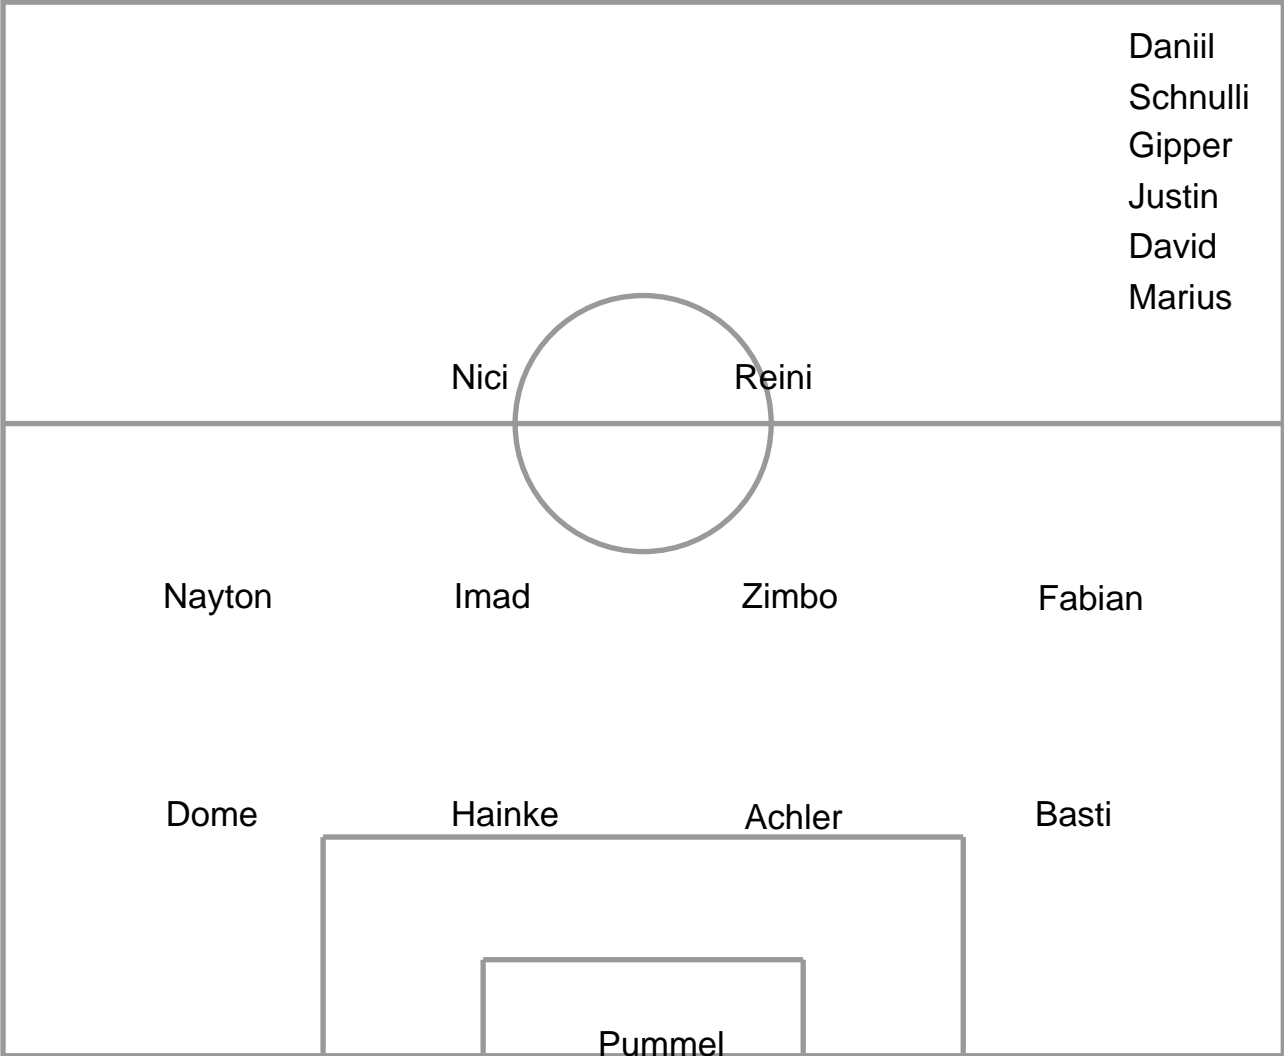 Daniil
Schnulli
Gipper
Justin
David
Marius
Nici Reini
Nayton Imad Zimbo Fabian
Dome Hainke Achler Basti
Pummel